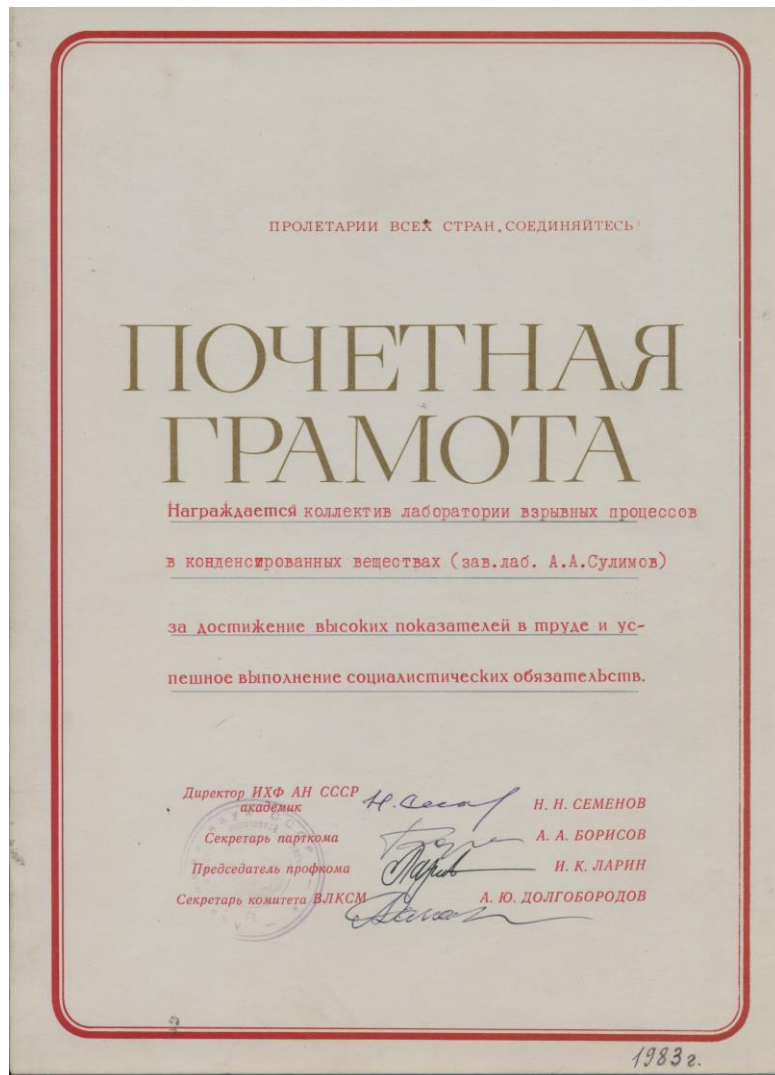 ПРОЛЕТАРИИ ВСЕХ СТРАН, СОЕДИНЯЙТЕСЬ!
ПОЧЕТНАЯ
ГРАМОТА
Награждается коллектив лаборатории взрывных процессов
в конденсированных веществах (зав.лаб. А.А.Сулимов)
за достижение высоких показателей в труде и ус-
пешное выполнение социалистических обязательств.
Директор ИХФ АН СССР
академик Н. Н. СЕМЕНОВ
Секретарь парткома А. А. БОРИСОВ
Председатель профкома И. К. ЛАРИН
Секретарь комитета ВЛКСМ А. Ю. ДОЛГОБОРОДОВ
1983 г.